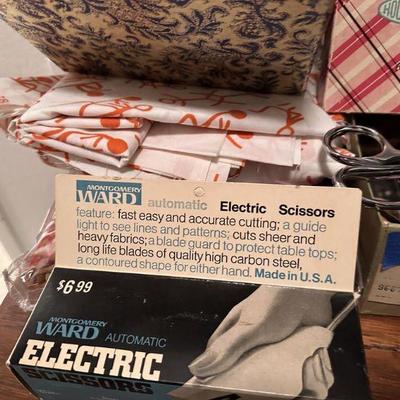 MONTGOMERY
WARD automatic Electric Scissors
feature: fast easy and accurate cutting; a guide
light to see lines and patterns; cuts sheer and
heavy fabrics; a blade guard to protect table tops;
long life blades of quality high carbon steel,
a contoured shape for either hand. Made in U.S.A.
$6.99
MONTGOMERY
WARD AUTOMATIC
ELECTRIC
SCISSORS